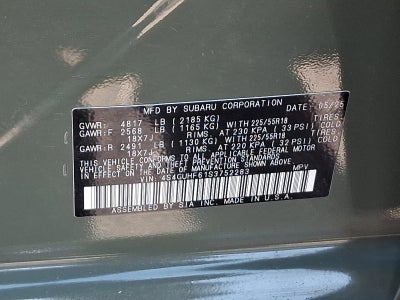 MFD BY SUBARU CORPORATION 05/25
GVWR: 4817 LB (2185 KG)
GAWR:F 2568 LB (1165 KG) WITH 225/55R18 TIRES
18X7J RIMS, AT 230 KPA (33 PSI) COLD
GAWR:R 2491 LB (1130 KG) WITH 225/55R18 TIRES
18X7J RIMS, AT 220 KPA (32 PSI) COLD
THIS VEHICLE CONFORMS TO ALL APPLICABLE FEDERAL MOTOR
VEHICLE SAFETY AND THEFT PREVENTION STANDARDS
IN EFFECT ON THE DATE OF MANUFACTURE SHOWN ABOVE.
VIN: 4S4GUHF61S3752283 MPV
ASSEMBLED BY SIA INC. MADE IN U.S.A.